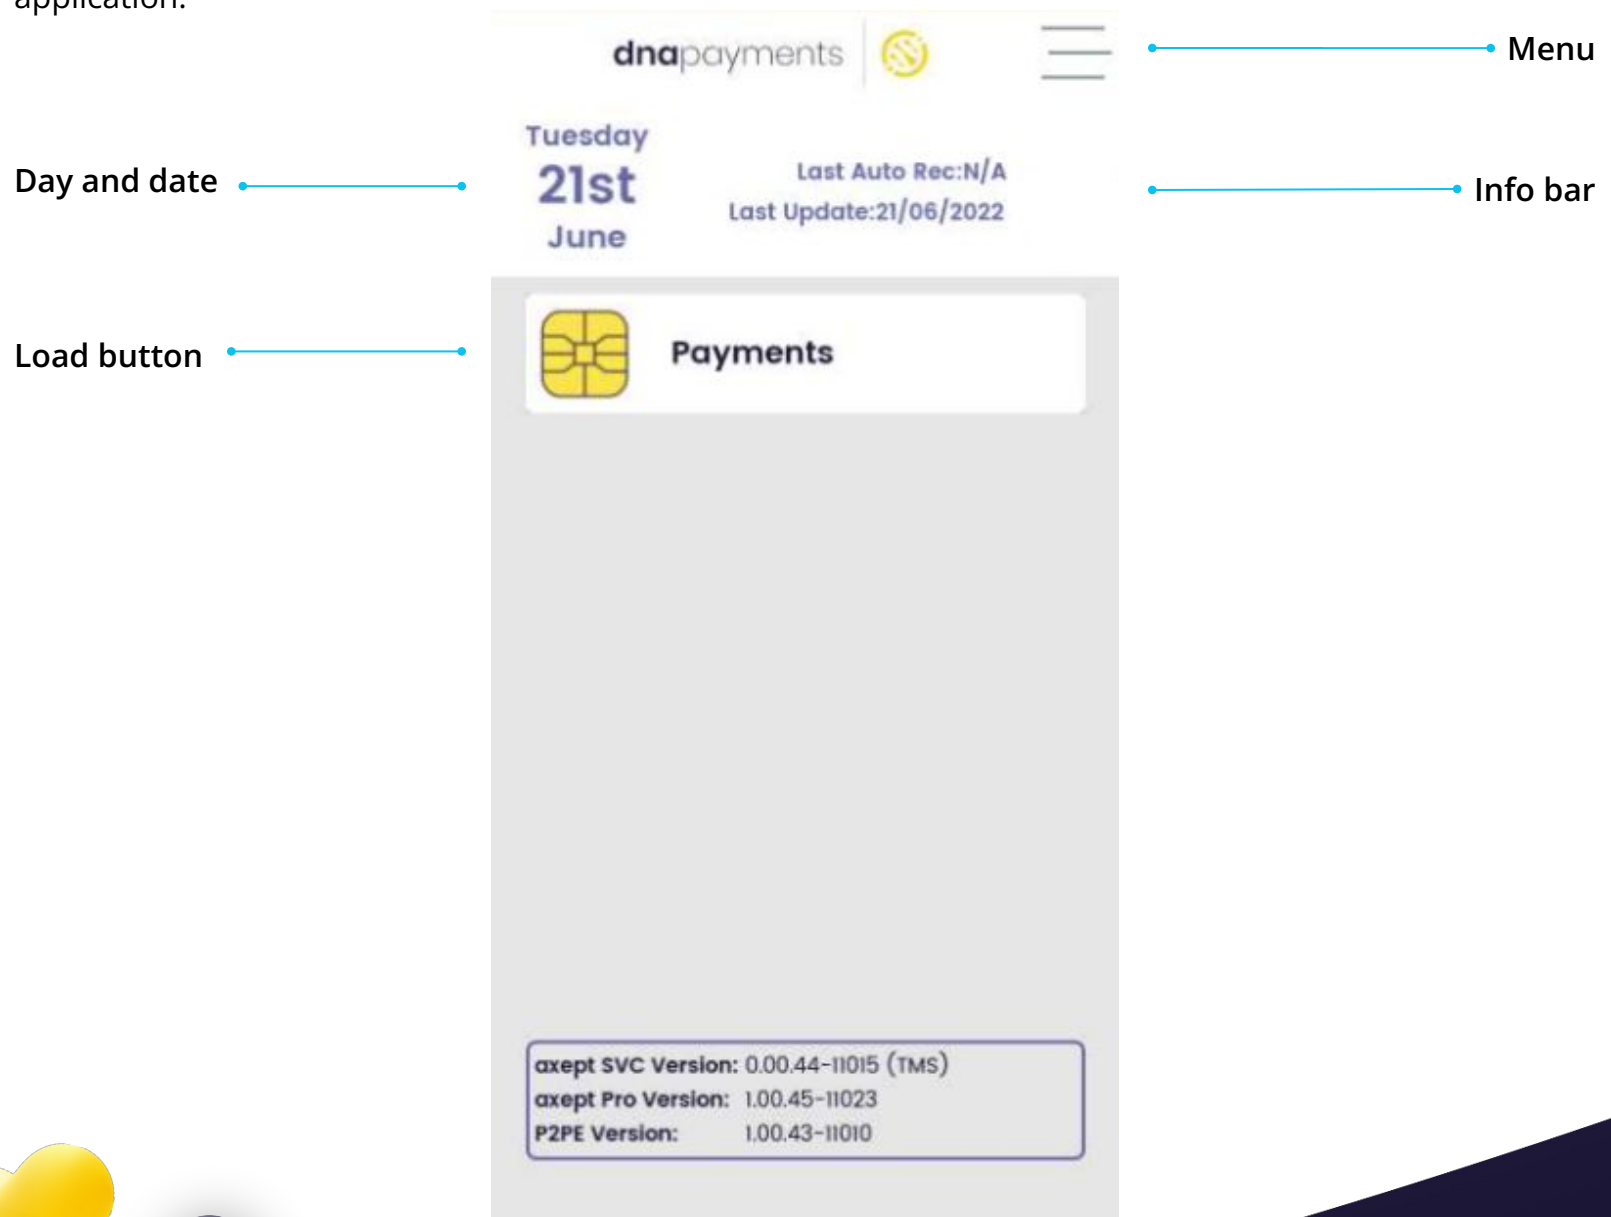 application.
dnapayments
Menu
Tuesday
21st
June
Last Auto Rec:N/A
Last Update:21/06/2022
Day and date
Info bar
Load button
Payments
axept SVC Version: 0.00.44-11015 (TMS)
axept Pro Version: 1.00.45-11023
P2PE Version: 1.00.43-11010